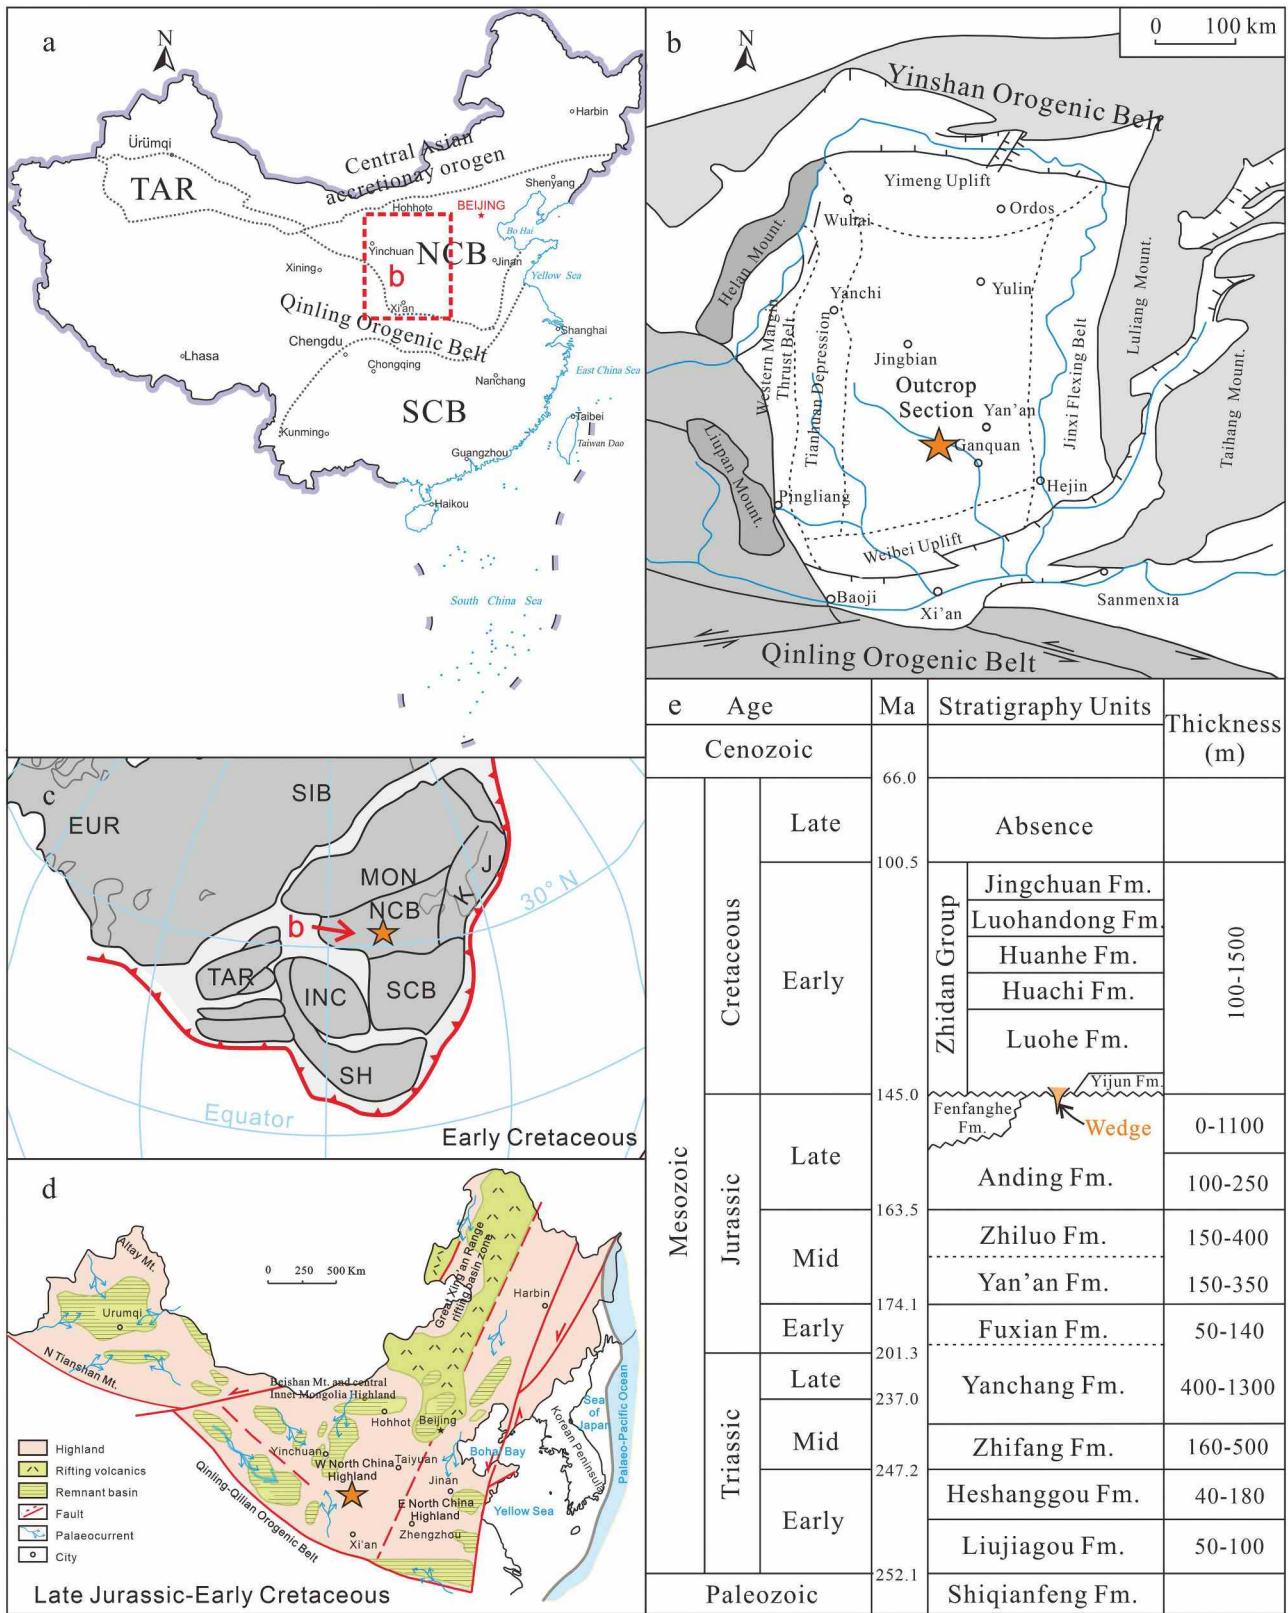 a
N
Harbin
Ürümqi
TAR
Central Asian
accretionay orogen
Shenyang
Hohhot
BEIJING
Bo Hai
Yinchuan
NCB
Jinan
Xining
b
Yellow Sea
Xi'an
Qinling Orogenic Belt
Shanghai
Chengdu
Lhasa
Chongqing
East China Sea
Nanchang
SCB
Taibei
Kunming
Taiwan Dao
Guangzhou
Haikou
South China Sea
b
N
0 100 km
Yinshan Orogenic Belt
Yimeng Uplift
Wuhai
Ordos
Helan Mount.
Yulin
Yanchi
Luliang Mount.
Western Margin
Thrust Belt
Tianhuan Depression
Jingbian
Jinxi Flexing Belt
Outcrop
Section
Yan'an
Taihang Mount.
Ganquan
Liupan Mount.
Hejin
Pingliang
Weibei Uplift
Baoji
Xi'an
Sanmenxia
Qinling Orogenic Belt
c
SIB
EUR
MON
J
K
NCB
30° N
b
TAR
INC
SCB
SH
Equator
Early Cretaceous
d
Altay Mt.
0 250 500 Km
Great Xing'an Range
rifting basin zone
Harbin
Urumqi
N Tianshan Mt.
Beishan Mt. and central
Inner Mongolia Highland
Hohhot
Beijing
Sea
of
Japan
Korean Peninsula
Palaeo-Pacific Ocean
Yinchuan
Taiyuan
Bohai Bay
W North China
Highland
Jinan
E North China
Highland
Yellow Sea
Zhengzhou
Xi'an
Qinling-Qilian Orogenic Belt
Highland
Rifting volcanics
Remnant basin
Fault
Palaeocurrent
City
Late Jurassic-Early Cretaceous
e Age Ma Stratigraphy Units Thickness
(m)
Cenozoic
66.0
Late Absence
100.5
Mesozoic
Cretaceous
Early
Zhidan Group
Jingchuan Fm.
Luohandong Fm.
Huanhe Fm.
Huachi Fm.
Luohe Fm.
100-1500
Yijun Fm.
145.0
Fenfanghe
Fm.
Wedge
0-1100
Jurassic
Late
Anding Fm. 100-250
163.5
Mid
Zhiluo Fm. 150-400
Yan'an Fm. 150-350
174.1
Early Fuxian Fm. 50-140
201.3
Triassic
Late Yanchang Fm. 400-1300
237.0
Mid Zhifang Fm. 160-500
247.2
Early
Heshanggou Fm. 40-180
Liujiagou Fm. 50-100
252.1
Paleozoic Shiqianfeng Fm.